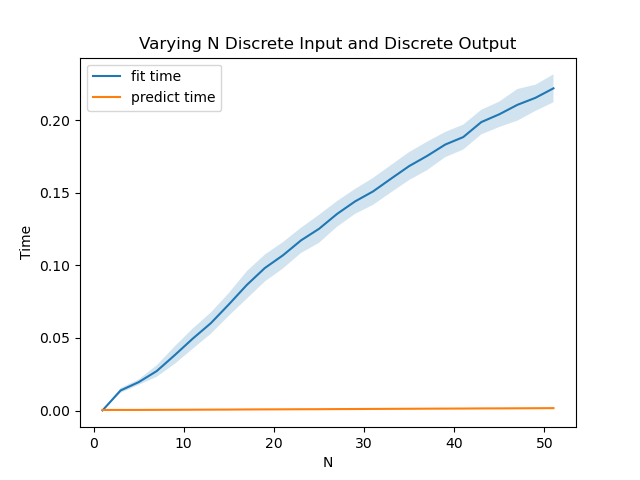 Varying N Discrete Input and Discrete Output
fit time
predict time
0.20
0.15
0.10
0.05
0.00
Time
0 10 20 30 40 50
N